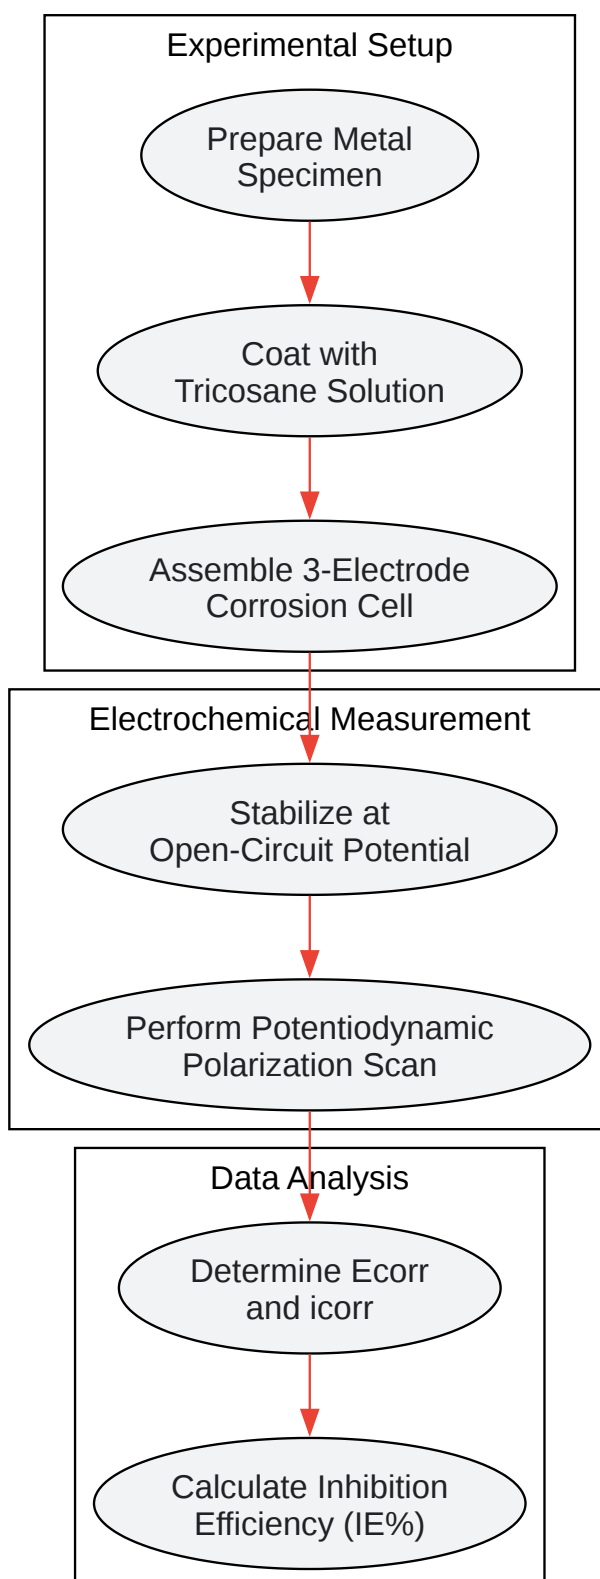 Experimental Setup
Prepare Metal
Specimen
Coat with
Tricosane Solution
Assemble 3-Electrode
Corrosion Cell
Electrochemical Measurement
Stabilize at
Open-Circuit Potential
Perform Potentiodynamic
Polarization Scan
Data Analysis
Determine Ecorr
and icorr
Calculate Inhibition
Efficiency (IE%)